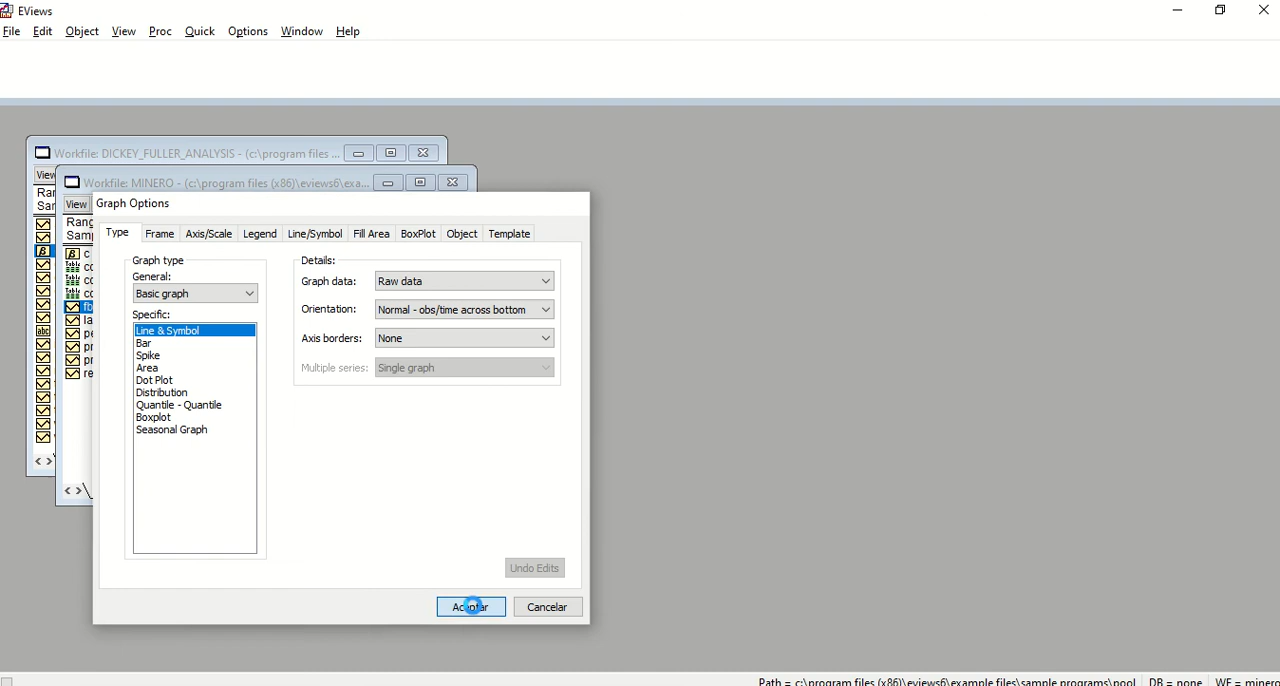 EViews
File Edit Object View Proc Quick Options Window Help
Workfile: DICKEY_FULLER_ANALYSIS - (c:\program files ...
View
Workfile: MINERO - (c:\program files (x86)\eviews6\exa...
View
Graph Options
Type Frame Axis/Scale Legend Line/Symbol Fill Area BoxPlot Object Template
Graph type
General:
Basic graph
Specific:
Line & Symbol
Bar
Spike
Area
Dot Plot
Distribution
Quantile - Quantile
Boxplot
Seasonal Graph
Details:
Graph data: Raw data
Orientation: Normal - obs/time across bottom
Axis borders: None
Multiple series: Single graph
Undo Edits
Aceptar Cancelar
Path = c:\program files (x86)\eviews6\example files\sample programs\pool DB = none WF = minero